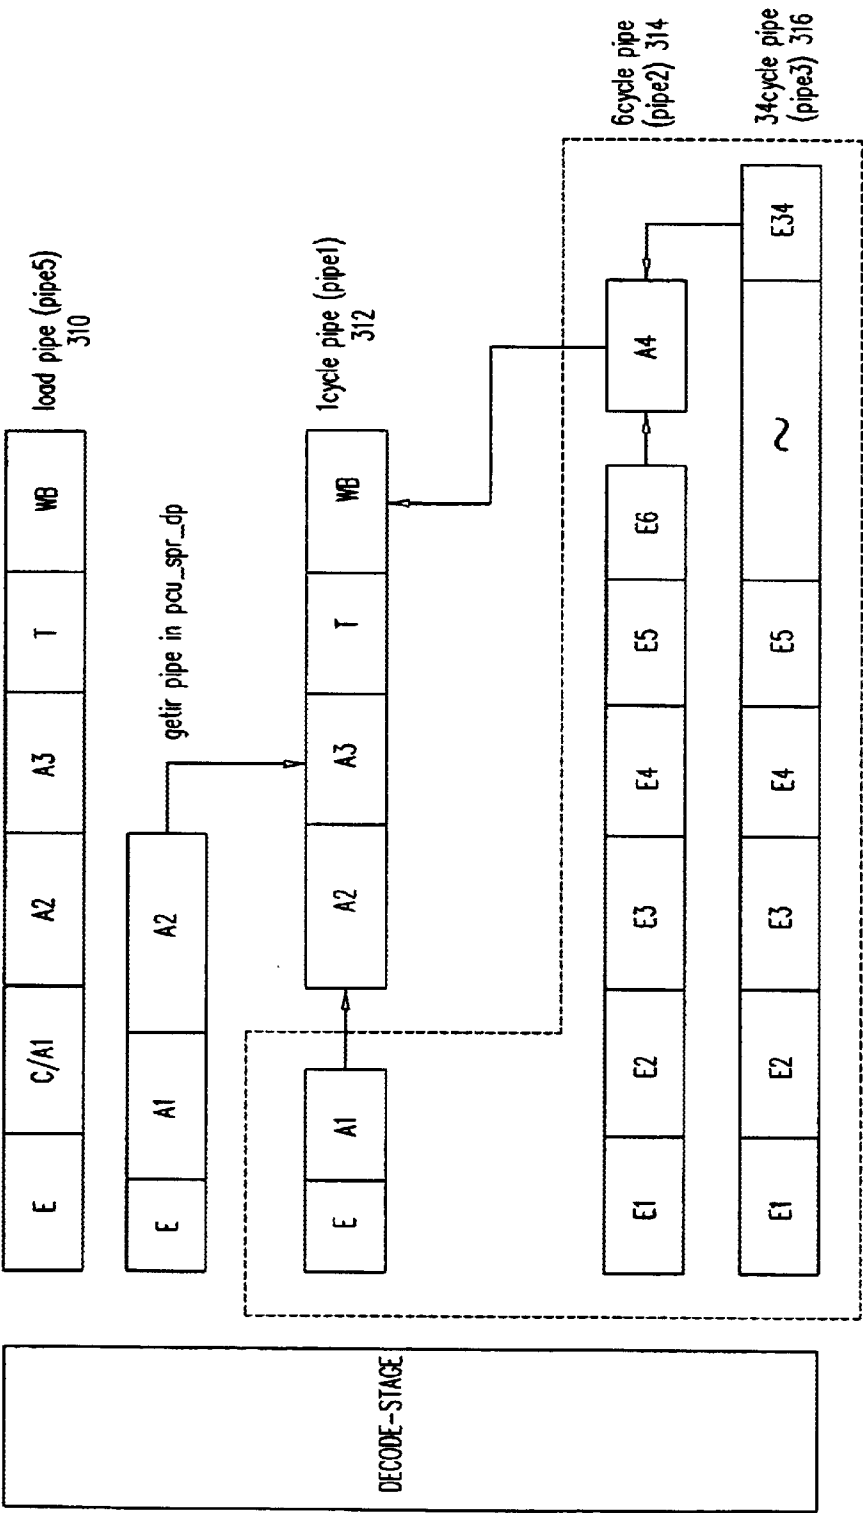 DECODE-STAGE
E
C/A1
A2
A3
T
WB
load pipe (pipe5)
310
E
A1
A2
getir pipe in pcu_spr_dp
E
A1
A2
A3
T
WB
1cycle pipe (pipe1)
312
E1
E2
E3
E4
E5
E6
A4
6cycle pipe
(pipe2) 314
E1
E2
E3
E4
E5
~
E34
34cycle pipe
(pipe3) 316